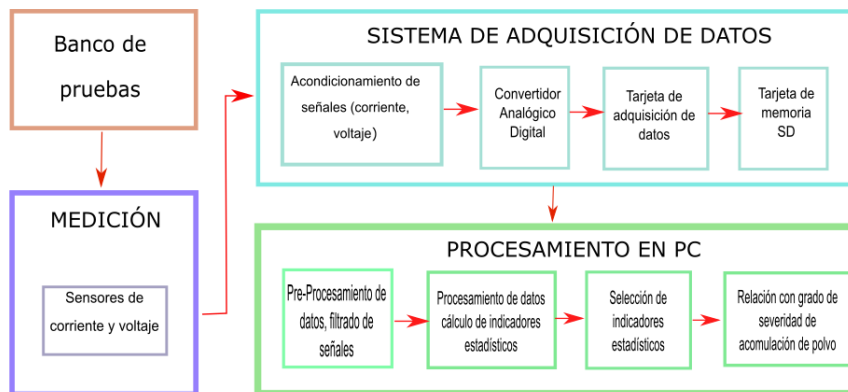 Banco de
pruebas
MEDICIÓN
Sensores de
corriente y voltaje
SISTEMA DE ADQUISICIÓN DE DATOS
Acondicionamiento de
señales (corriente,
voltaje)
Convertidor
Analógico
Digital
Tarjeta de
adquisición de
datos
Tarjeta de
memoria
SD
PROCESAMIENTO EN PC
Pre-Procesamiento de
datos, filtrado de
señales
Procesamiento de datos
cálculo de indicadores
estadísticos
Selección de
indicadores
estadísticos
Relación con grado de
severidad de
acomulación de polvo